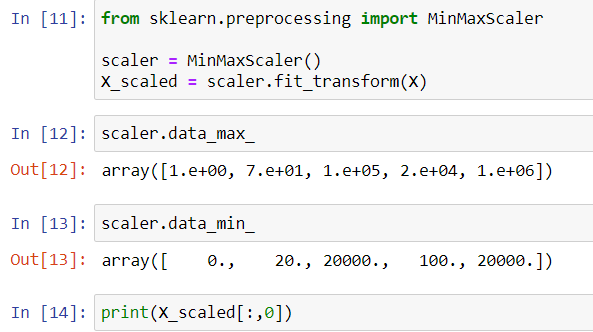 In [11]: from sklearn.preprocessing import MinMaxScaler
scaler = MinMaxScaler()
X_scaled = scaler.fit_transform(X)
In [12]: scaler.data_max_
Out[12]: array([1.e+00, 7.e+01, 1.e+05, 2.e+04, 1.e+06])
In [13]: scaler.data_min_
Out[13]: array([    0.,    20., 20000.,   100., 20000.])
In [14]: print(X_scaled[:,0])